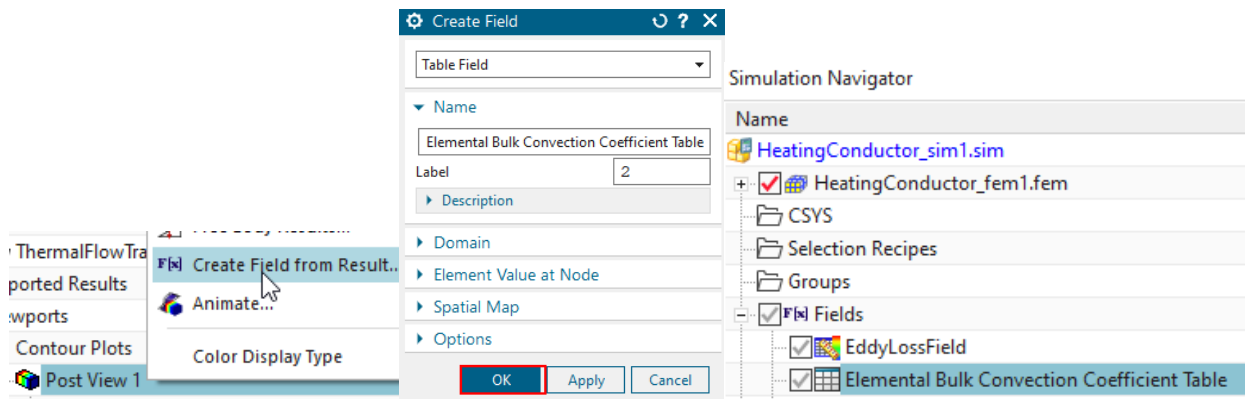 Free Body Results...
ThermalFlowTra
F[x] Create Field from Result..
ported Results
Animate...
wports
Contour Plots
Color Display Type
Post View 1
Create Field
?
Table Field
Name
Elemental Bulk Convection Coefficient Table
Label
2
Description
Domain
Element Value at Node
Spatial Map
Options
OK
Apply
Cancel
Simulation Navigator
Name
HeatingConductor_sim1.sim
HeatingConductor_fem1.fem
CSYS
Selection Recipes
Groups
F[x] Fields
EddyLossField
Elemental Bulk Convection Coefficient Table